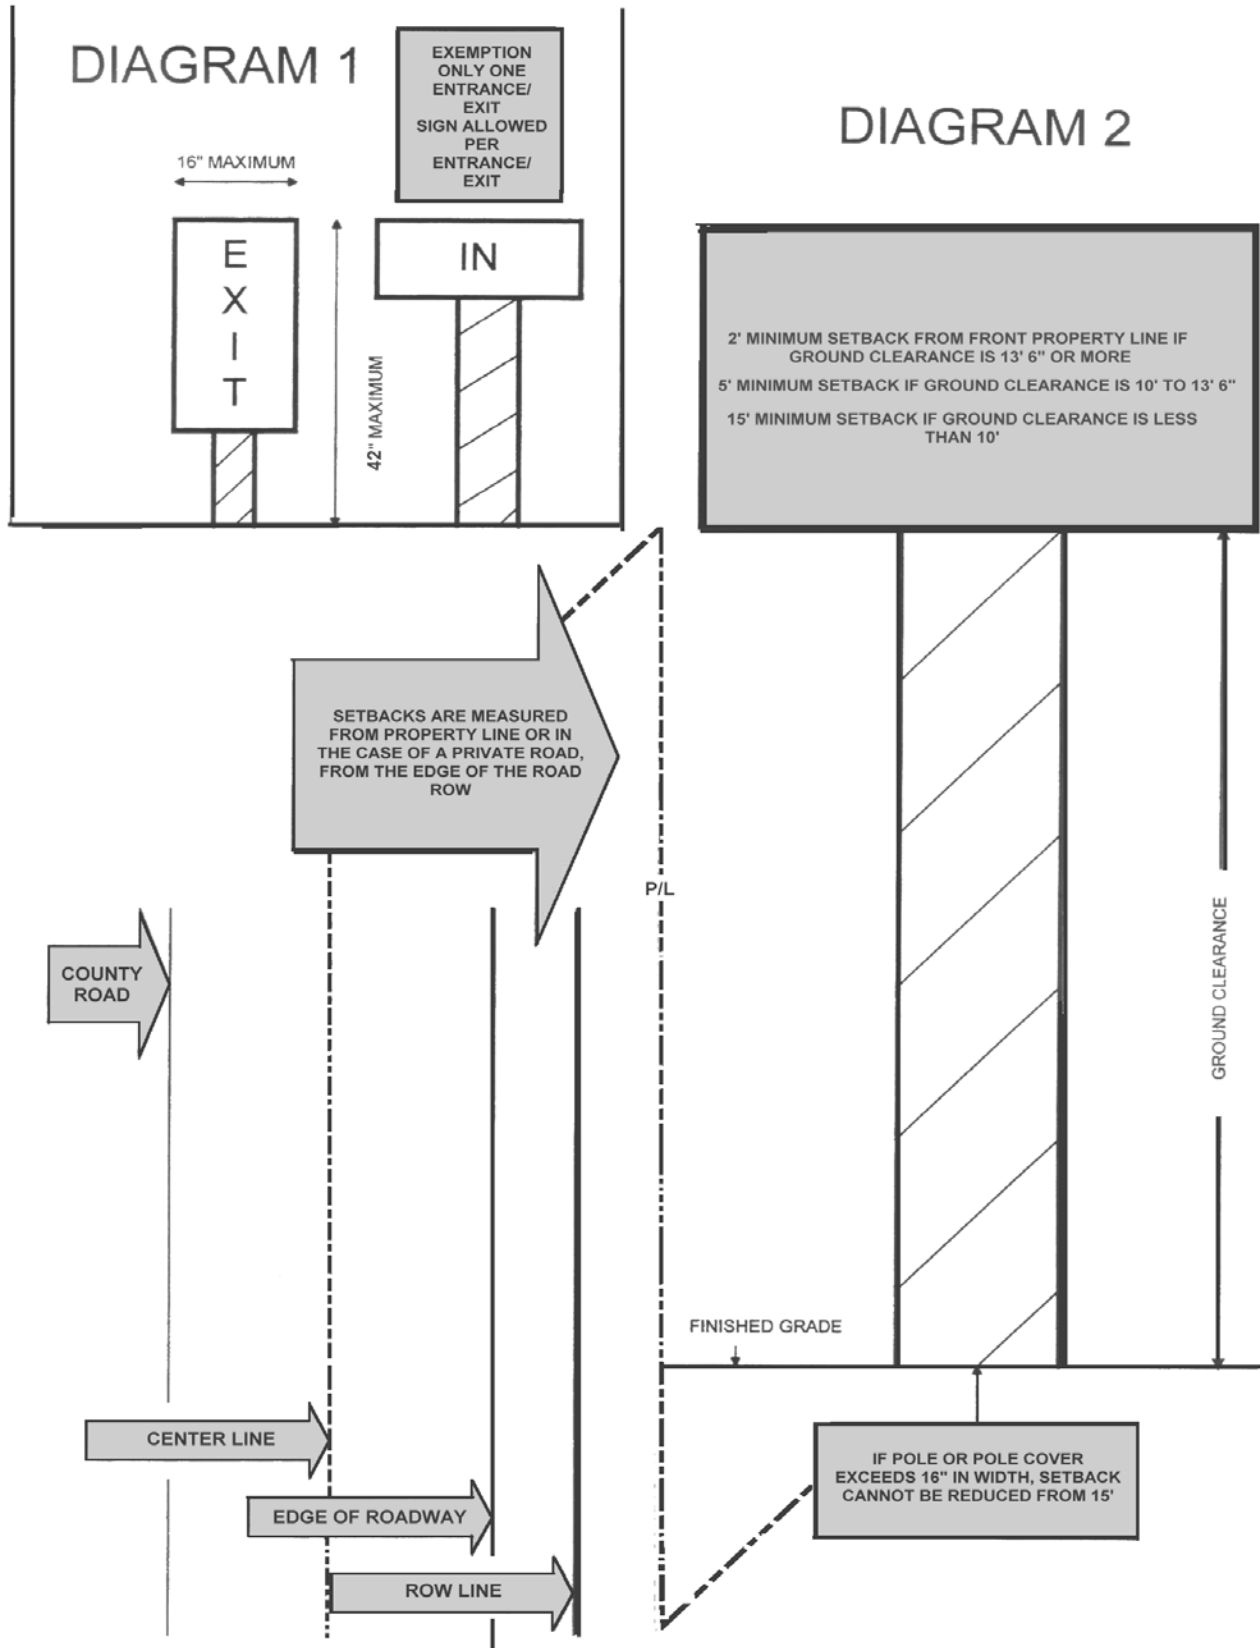 DIAGRAM 1
EXEMPTION
ONLY ONE
ENTRANCE/
EXIT
SIGN ALLOWED
PER
ENTRANCE/
EXIT
16" MAXIMUM
E
X
I
T
42" MAXIMUM
IN
DIAGRAM 2
2' MINIMUM SETBACK FROM FRONT PROPERTY LINE IF
GROUND CLEARANCE IS 13' 6" OR MORE
5' MINIMUM SETBACK IF GROUND CLEARANCE IS 10' TO 13' 6"
15' MINIMUM SETBACK IF GROUND CLEARANCE IS LESS
THAN 10'
SETBACKS ARE MEASURED
FROM PROPERTY LINE OR IN
THE CASE OF A PRIVATE ROAD,
FROM THE EDGE OF THE ROAD
ROW
P/L
COUNTY
ROAD
GROUND CLEARANCE
FINISHED GRADE
CENTER LINE
EDGE OF ROADWAY
ROW LINE
IF POLE OR POLE COVER
EXCEEDS 16" IN WIDTH, SETBACK
CANNOT BE REDUCED FROM 15'